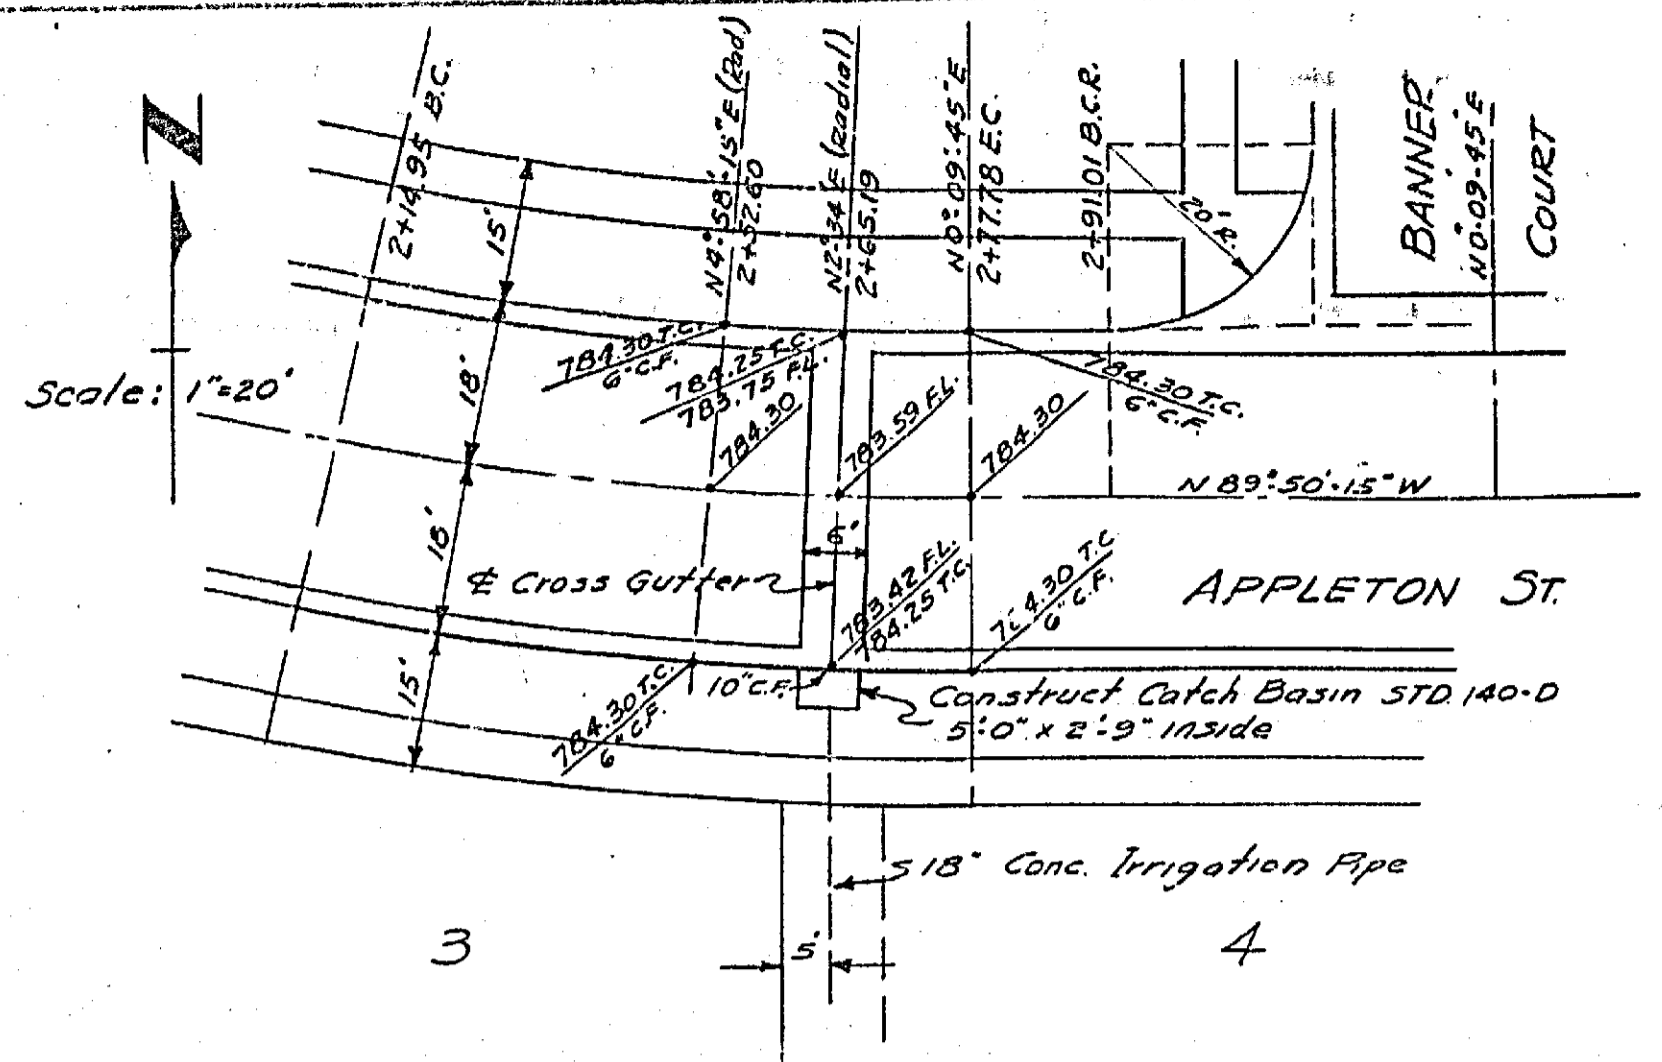 N
Scale: 1"=20'
2+14.95 B.C.
N4°-58'-15"E (Rad)
2+52.60
N2°-34'E (radial)
2+65.19
N0°-09'-45"E
2+77.78 E.C.
2+91.01 B.C.R.
20.4'
BANNER
N0°-09-45 E
COURT
15'
18'
18'
15'
784.30 T.C.
6" C.F.
784.25 T.C.
783.75 F.L.
784.30
783.59 F.L.
784.30
784.30 T.C.
6" C.F.
N 89°-50'-15" W
6'
℄ Cross Gutter
783.42 F.L.
784.25 T.C.
4.30 T.C.
6" C.F.
APPLETON ST.
784.30 T.C.
6" C.F.
10" C.F.
Construct Catch Basin STD. 140-D
5'-0" x 2'-9" inside
18" Conc. Irrigation Pipe
3
5'
4